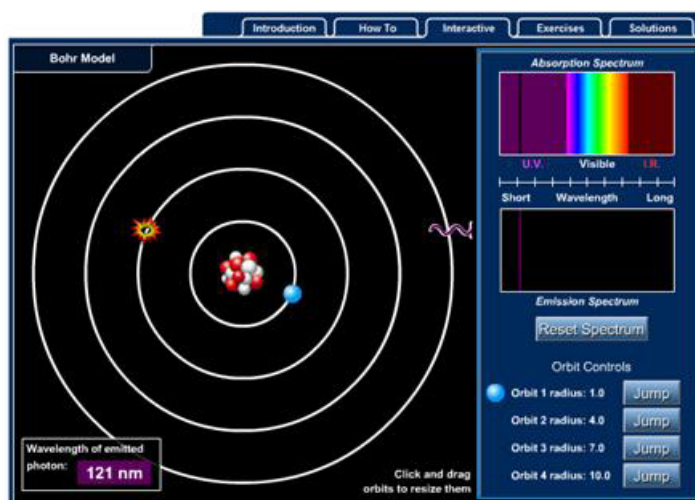 Introduction
How To
Interactive
Exercises
Solutions
Bohr Model
Absorption Spectrum
U.V. Visible I.R.
Short Wavelength Long
Emission Spectrum
Reset Spectrum
Orbit Controls
Orbit 1 radius: 1.0 Jump
Orbit 2 radius: 4.0 Jump
Orbit 3 radius: 7.0 Jump
Orbit 4 radius: 10.0 Jump
Wavelength of emitted
photon: 121 nm
Click and drag
orbits to resize them